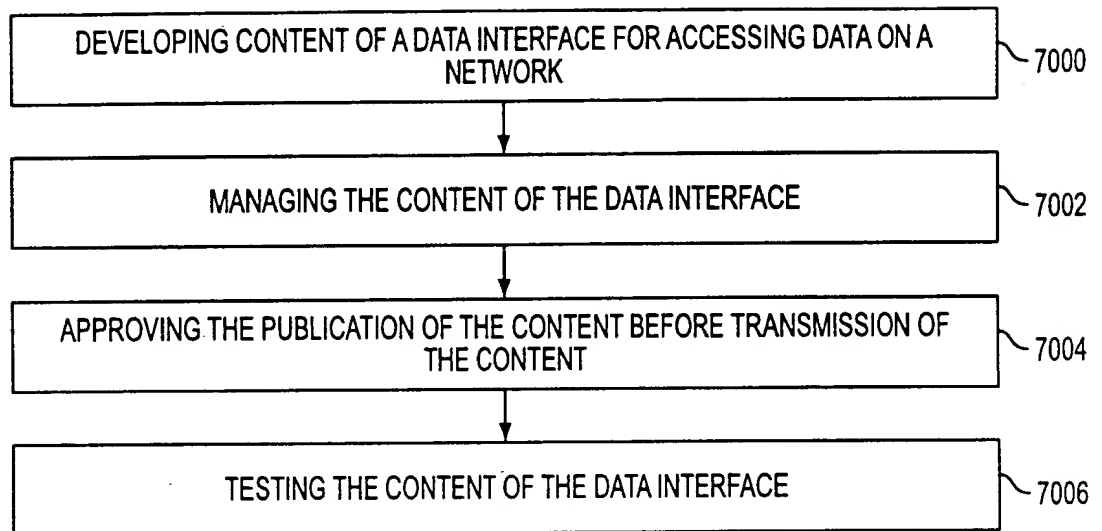 DEVELOPING CONTENT OF A DATA INTERFACE FOR ACCESSING DATA ON A
NETWORK
7000
MANAGING THE CONTENT OF THE DATA INTERFACE
7002
APPROVING THE PUBLICATION OF THE CONTENT BEFORE TRANSMISSION OF
THE CONTENT
7004
TESTING THE CONTENT OF THE DATA INTERFACE
7006